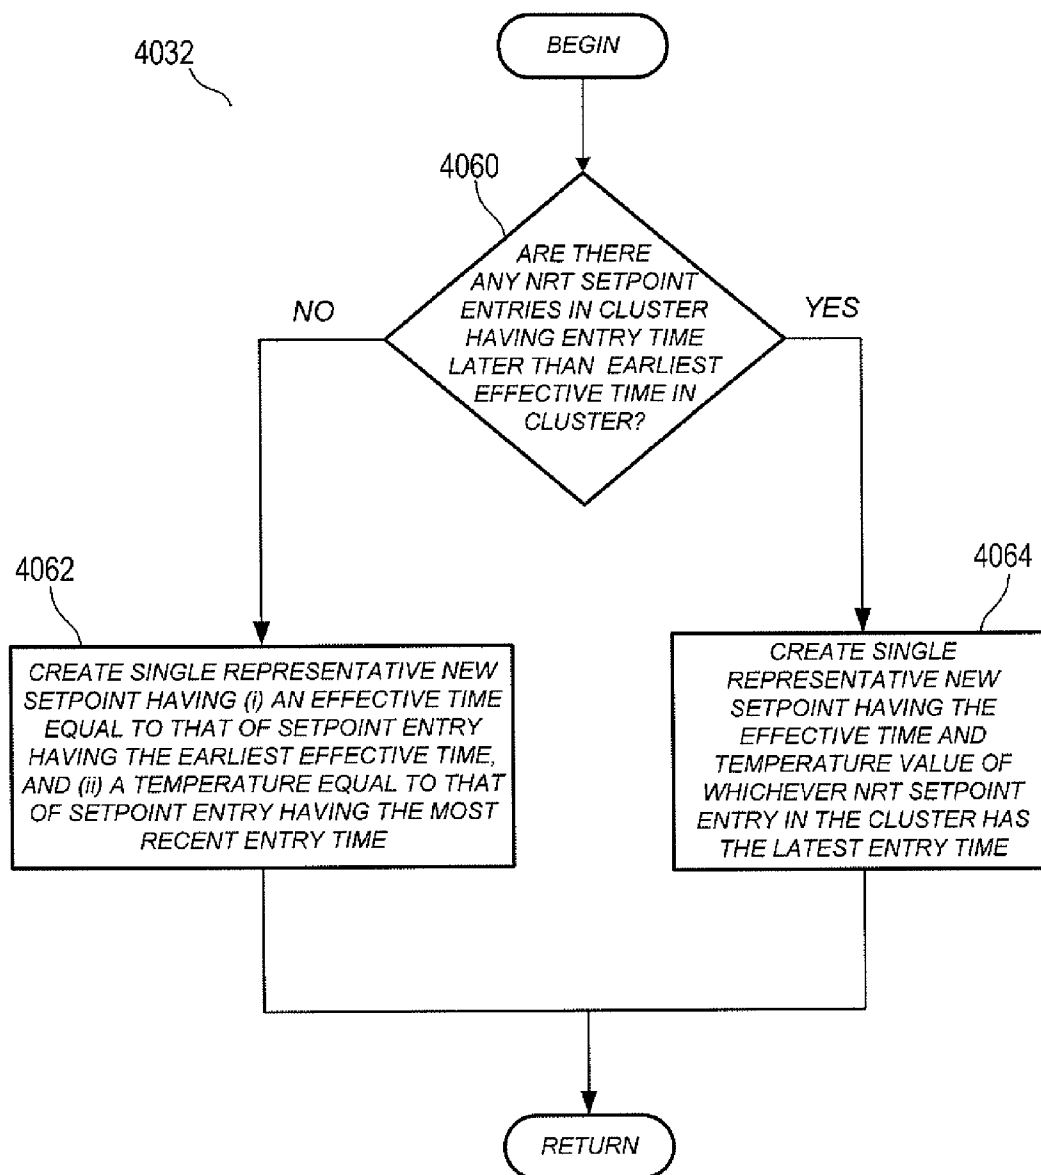 4032
BEGIN
4060
ARE THERE
ANY NRT SETPOINT
ENTRIES IN CLUSTER
HAVING ENTRY TIME
LATER THAN EARLIEST
EFFECTIVE TIME IN
CLUSTER?
NO
YES
4062
CREATE SINGLE REPRESENTATIVE NEW
SETPOINT HAVING (i) AN EFFECTIVE TIME
EQUAL TO THAT OF SETPOINT ENTRY
HAVING THE EARLIEST EFFECTIVE TIME,
AND (ii) A TEMPERATURE EQUAL TO THAT
OF SETPOINT ENTRY HAVING THE MOST
RECENT ENTRY TIME
4064
CREATE SINGLE
REPRESENTATIVE NEW
SETPOINT HAVING THE
EFFECTIVE TIME AND
TEMPERATURE VALUE OF
WHICHEVER NRT SETPOINT
ENTRY IN THE CLUSTER HAS
THE LATEST ENTRY TIME
RETURN